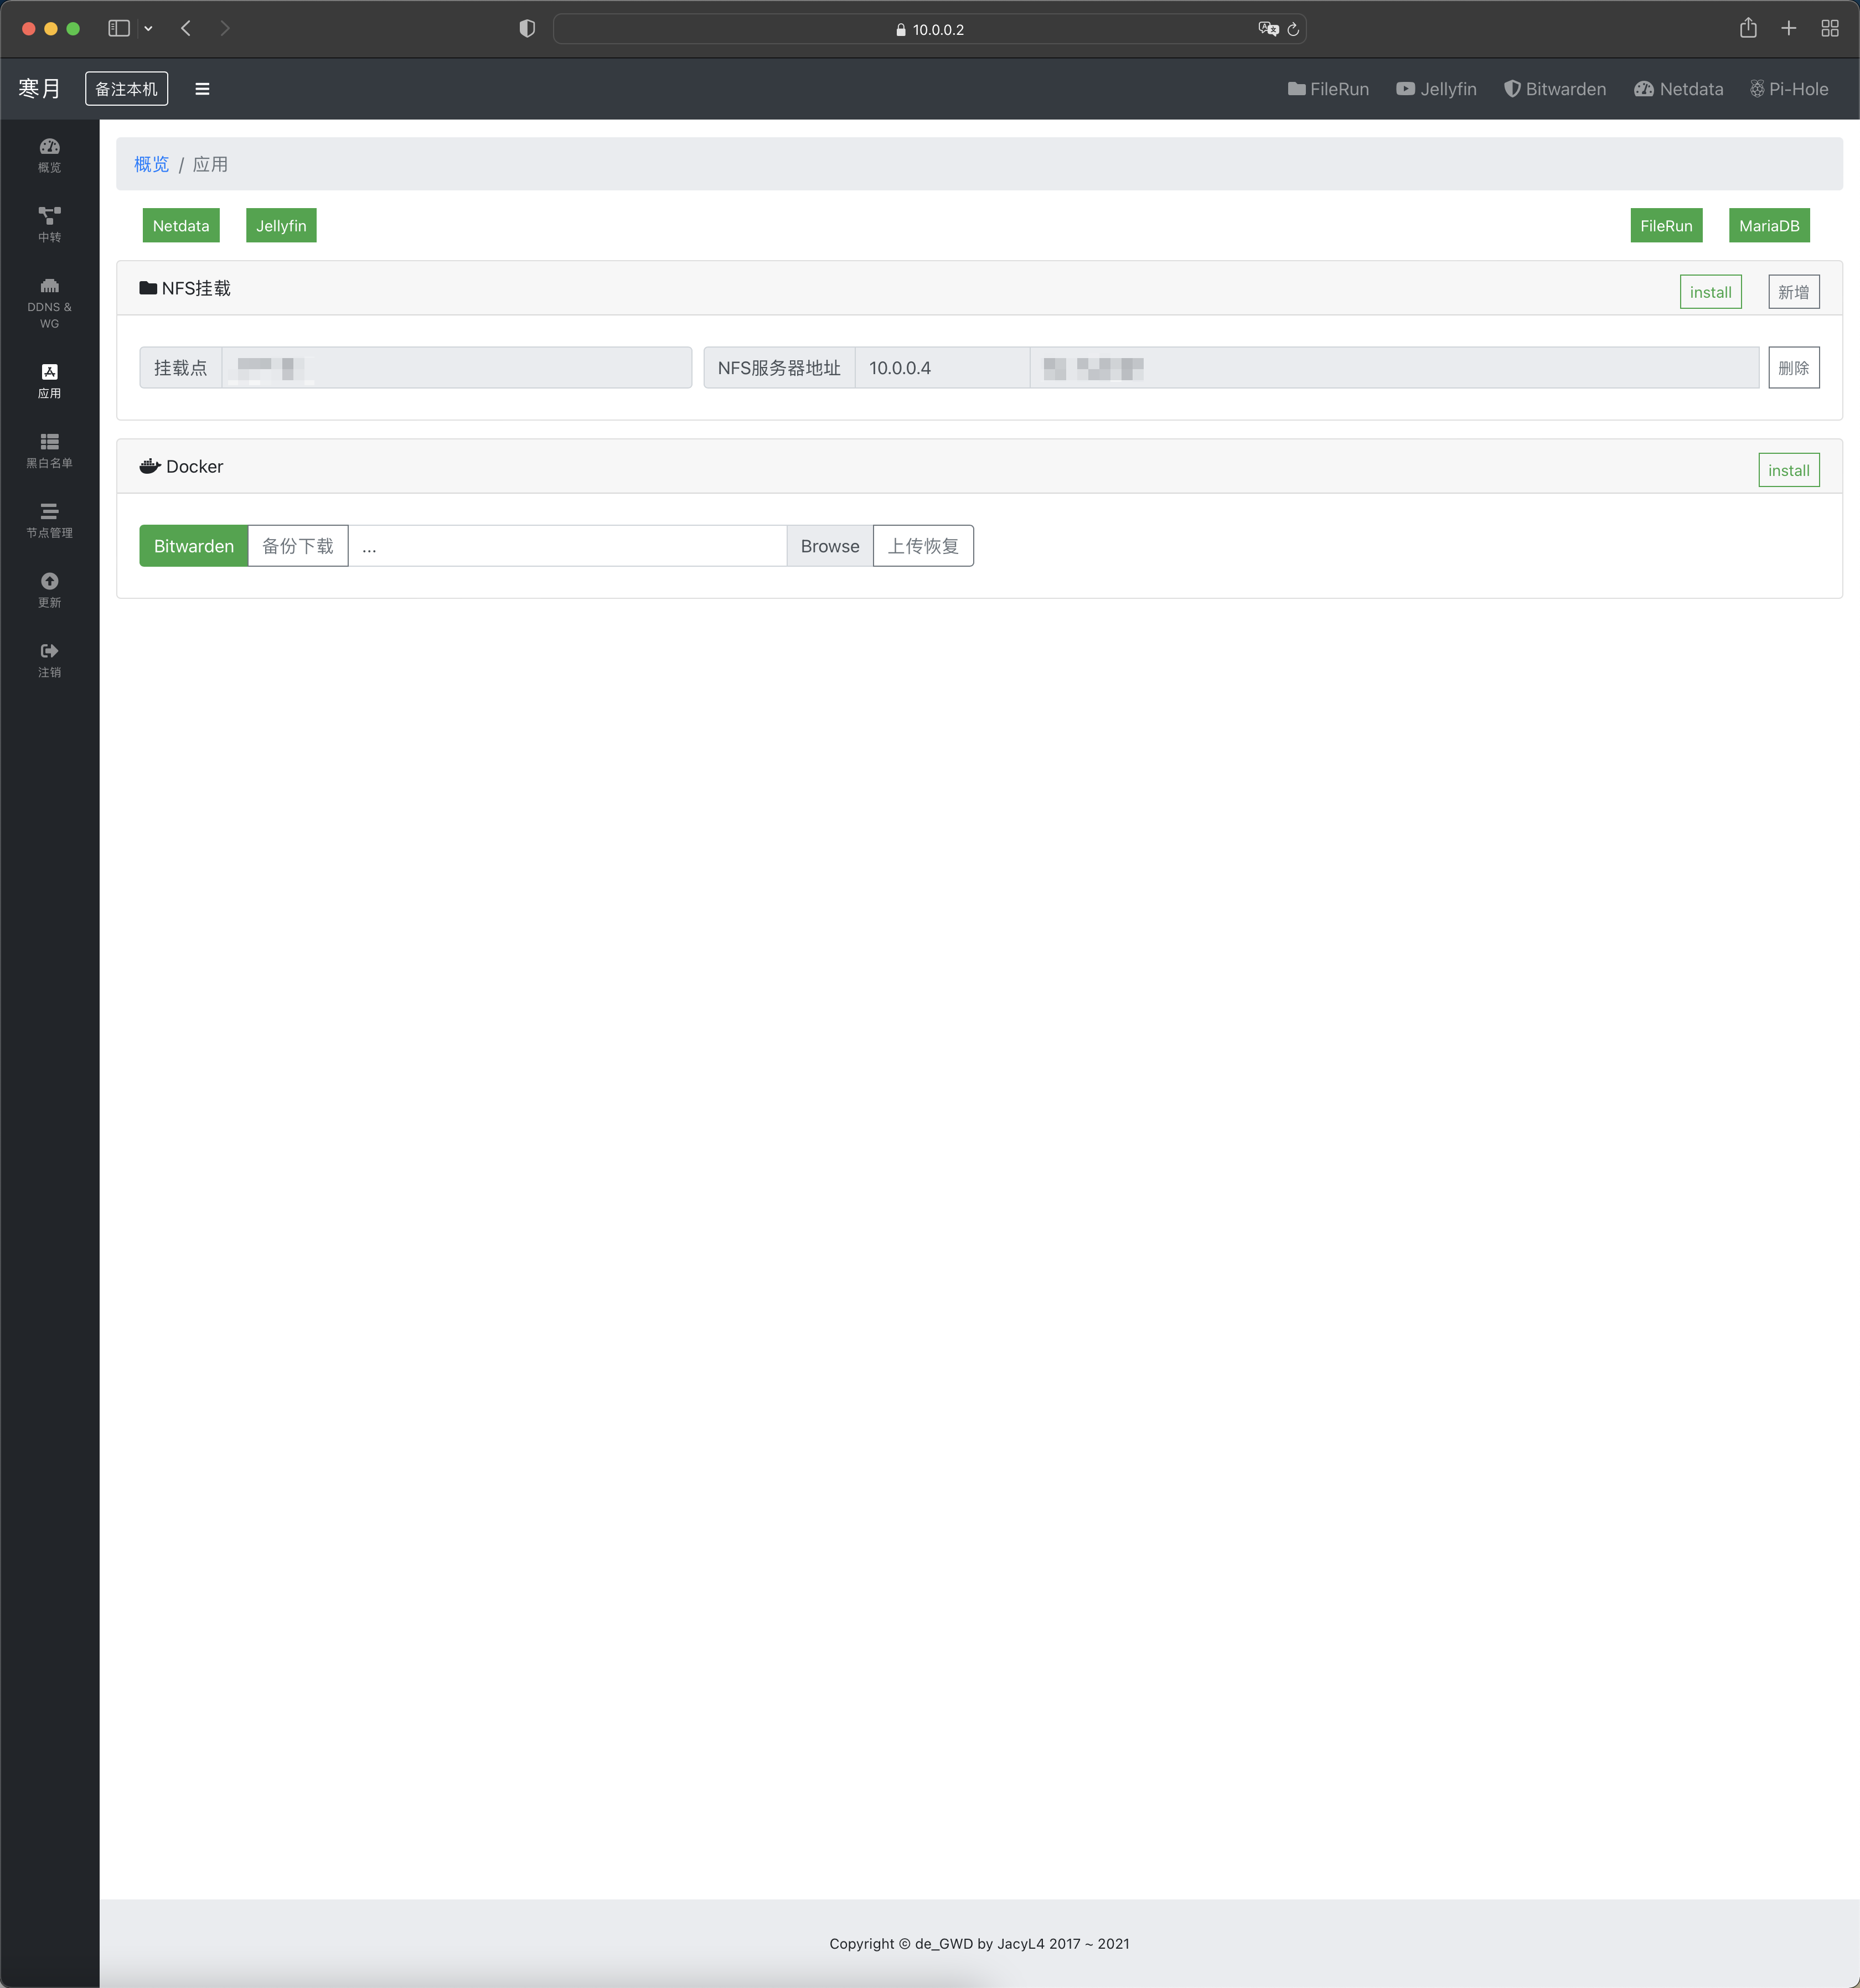 10.0.0.2
寒月 备注本机 FileRun Jellyfin Bitwarden Netdata Pi-Hole
概览
中转
DDNS &
WG
应用
黑白名单
节点管理
更新
注销
概览 / 应用
Netdata Jellyfin FileRun MariaDB
NFS挂载 install 新增
挂载点 NFS服务器地址 10.0.0.4 删除
Docker install
Bitwarden 备份下载 ... Browse 上传恢复
Copyright © de_GWD by JacyL4 2017 ~ 2021